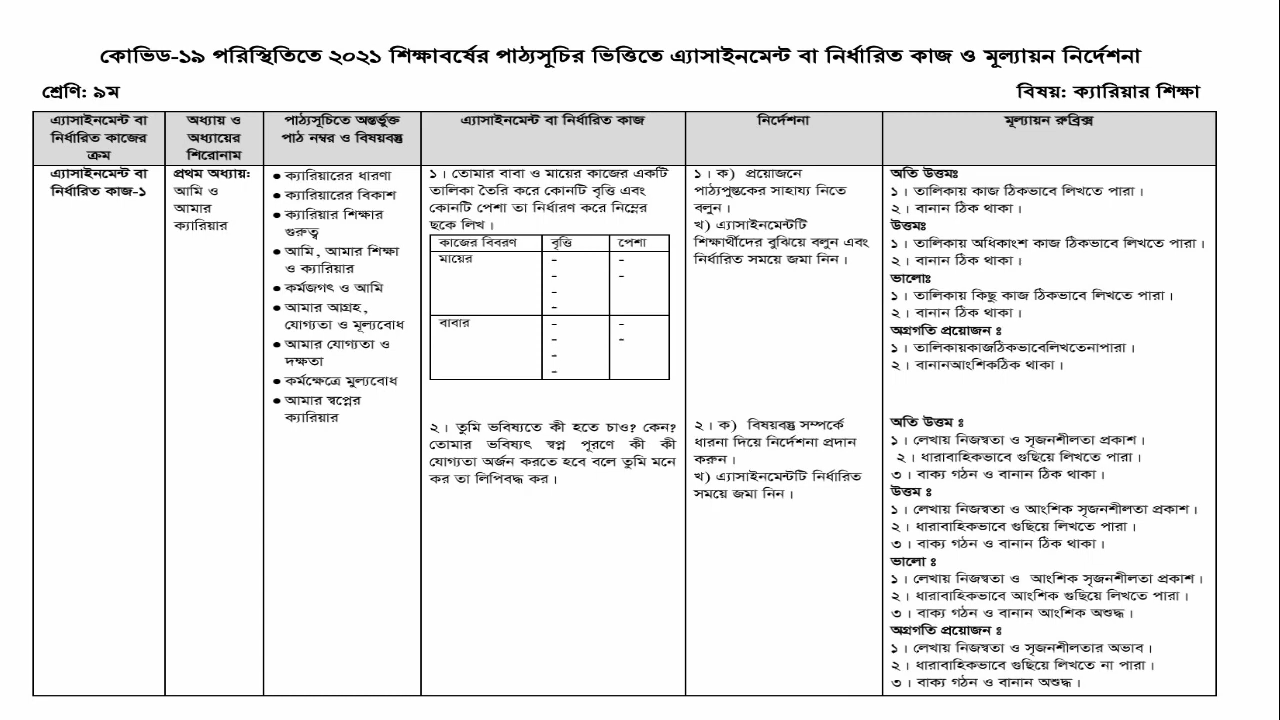 কোভিড-১৯ পরিস্থিতিতে ২০২১ শিক্ষাবর্ষের পাঠ্যসূচির ভিত্তিতে এ্যাসাইনমেন্ট বা নির্ধারিত কাজ ও মূল্যায়ন নির্দেশনা
শ্রেণি: ৯ম
বিষয়: ক্যারিয়ার শিক্ষা
এ্যাসাইনমেন্ট বা
নির্ধারিত কাজের
ক্রম
অধ্যায় ও
অধ্যায়ের
শিরোনাম
পাঠ্যসূচিতে অন্তর্ভুক্ত
পাঠ নম্বর ও বিষয়বস্তু
এ্যাসাইনমেন্ট বা নির্ধারিত কাজ
নির্দেশনা
মূল্যায়ন রুব্রিক্স
এ্যাসাইনমেন্ট বা
নির্ধারিত কাজ-১
প্রথম অধ্যায়:
আমি ও
আমার
ক্যারিয়ার
● ক্যারিয়ারের ধারণা
● ক্যারিয়ারের বিকাশ
● ক্যারিয়ার শিক্ষার
গুরুত্ব
● আমি, আমার শিক্ষা
ও ক্যারিয়ার
● কর্মজগৎ ও আমি
● আমার আগ্রহ,
যোগ্যতা ও মূল্যবোধ
● আমার যোগ্যতা ও
দক্ষতা
● কর্মক্ষেত্রে মুল্যবোধ
● আমার স্বপ্নের
ক্যারিয়ার
১। তোমার বাবা ও মায়ের কাজের একটি
তালিকা তৈরি করে কোনটি বৃত্তি এবং
কোনটি পেশা তা নির্ধারণ করে নিম্নের
ছকে লিখ।
কাজের বিবরণ বৃত্তি পেশা
মায়ের - -
- -
-
-
বাবার - -
- -
-
-
২। তুমি ভবিষ্যতে কী হতে চাও? কেন?
তোমার ভবিষ্যৎ স্বপ্ন পূরণে কী কী
যোগ্যতা অর্জন করতে হবে বলে তুমি মনে
কর তা লিপিবদ্ধ কর।
১। ক) প্রয়োজনে
পাঠ্যপুস্তকের সাহায্য নিতে
বলুন।
খ) এ্যাসাইনমেন্টটি
শিক্ষার্থীদের বুঝিয়ে বলুন এবং
নির্ধারিত সময়ে জমা নিন।
২। ক) বিষয়বস্তু সম্পর্কে
ধারনা দিয়ে নির্দেশনা প্রদান
করুন।
খ) এ্যাসাইনমেন্টটি নির্ধারিত
সময়ে জমা নিন।
অতি উত্তমঃ
১। তালিকায় কাজ ঠিকভাবে লিখতে পারা।
২। বানান ঠিক থাকা।
উত্তমঃ
১। তালিকায় অধিকাংশ কাজ ঠিকভাবে লিখতে পারা।
২। বানান ঠিক থাকা।
ভালোঃ
১। তালিকায় কিছু কাজ ঠিকভাবে লিখতে পারা।
২। বানান ঠিক থাকা।
অগ্রগতি প্রয়োজন ঃ
১। তালিকায়কাজঠিকভাবেলিখতেনাপারা।
২। বানানআংশিকঠিক থাকা।
অতি উত্তম ঃ
১। লেখায় নিজস্বতা ও সৃজনশীলতা প্রকাশ।
২। ধারাবাহিকভাবে গুছিয়ে লিখতে পারা।
৩। বাক্য গঠন ও বানান ঠিক থাকা।
উত্তম ঃ
১। লেখায় নিজস্বতা ও আংশিক সৃজনশীলতা প্রকাশ।
২। ধারাবাহিকভাবে গুছিয়ে লিখতে পারা।
৩। বাক্য গঠন ও বানান ঠিক থাকা।
ভালো ঃ
১। লেখায় নিজস্বতা ও আংশিক সৃজনশীলতা প্রকাশ।
২। ধারাবাহিকভাবে আংশিক গুছিয়ে লিখতে পারা।
৩। বাক্য গঠন ও বানান আংশিক অশুদ্ধ।
অগ্রগতি প্রয়োজন ঃ
১। লেখায় নিজস্বতা ও সৃজনশীলতার অভাব।
২। ধারাবাহিকভাবে গুছিয়ে লিখতে না পারা।
৩। বাক্য গঠন ও বানান অশুদ্ধ।